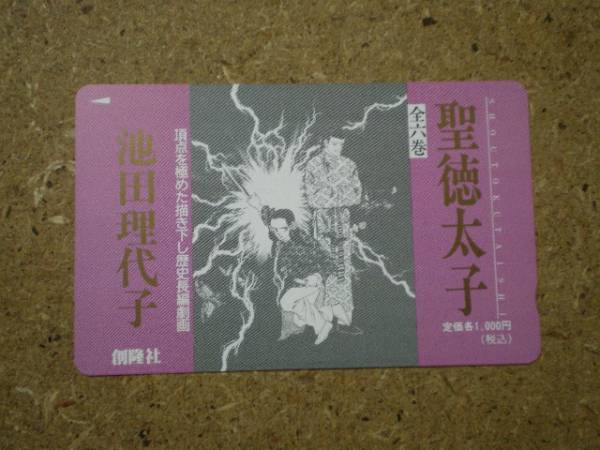 聖徳太子
SHOUTOKUTAISHI
全六巻
定価各1,000円
(税込)
頂点を極めた描き下し歴史長編劇画
池田理代子
創隆社